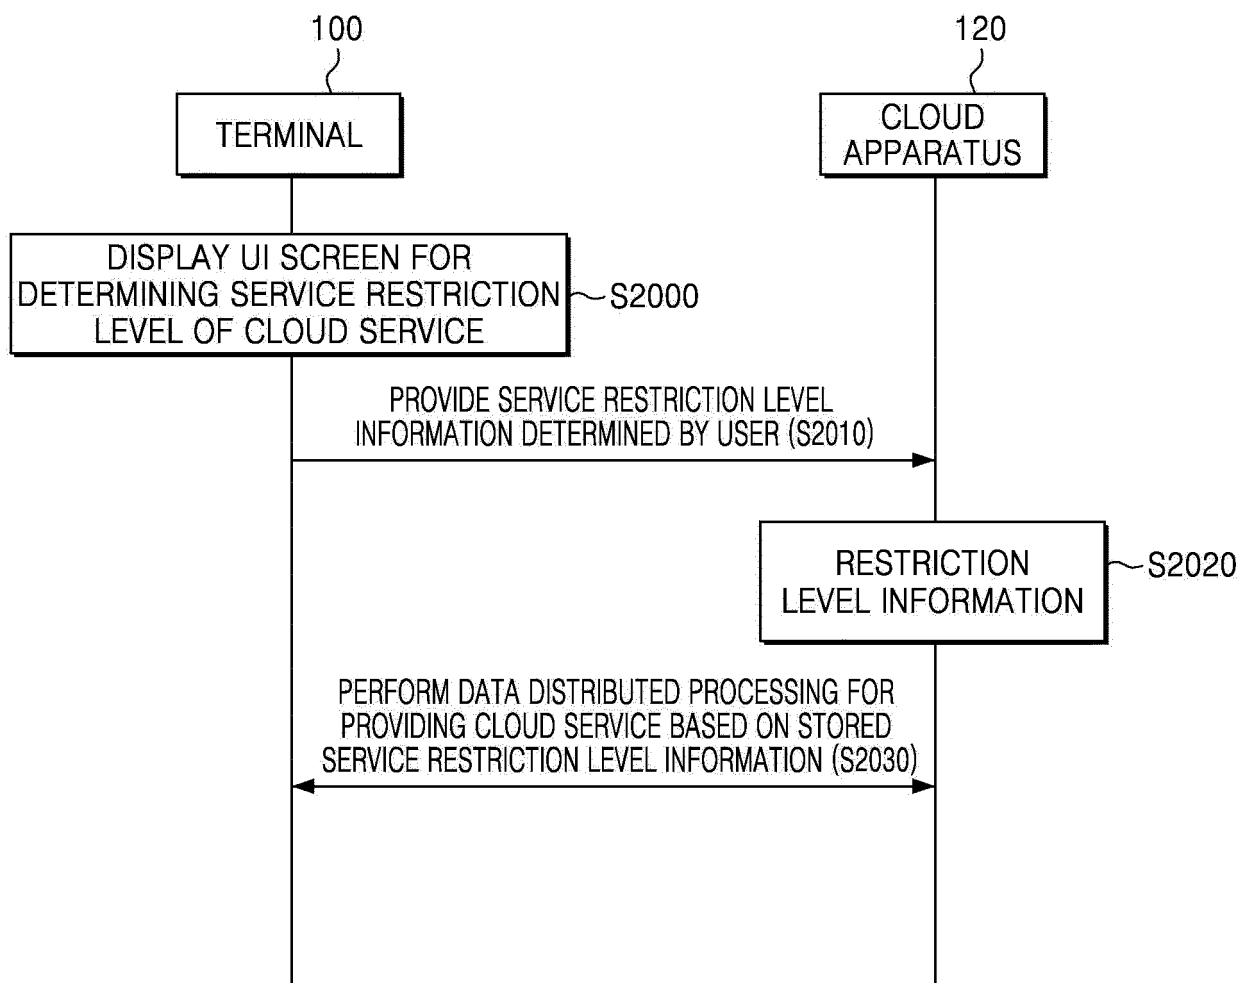 100
120
TERMINAL
CLOUD
APPARATUS
DISPLAY UI SCREEN FOR
DETERMINING SERVICE RESTRICTION
LEVEL OF CLOUD SERVICE
S2000
PROVIDE SERVICE RESTRICTION LEVEL
INFORMATION DETERMINED BY USER (S2010)
RESTRICTION
LEVEL INFORMATION
S2020
PERFORM DATA DISTRIBUTED PROCESSING FOR
PROVIDING CLOUD SERVICE BASED ON STORED
SERVICE RESTRICTION LEVEL INFORMATION (S2030)